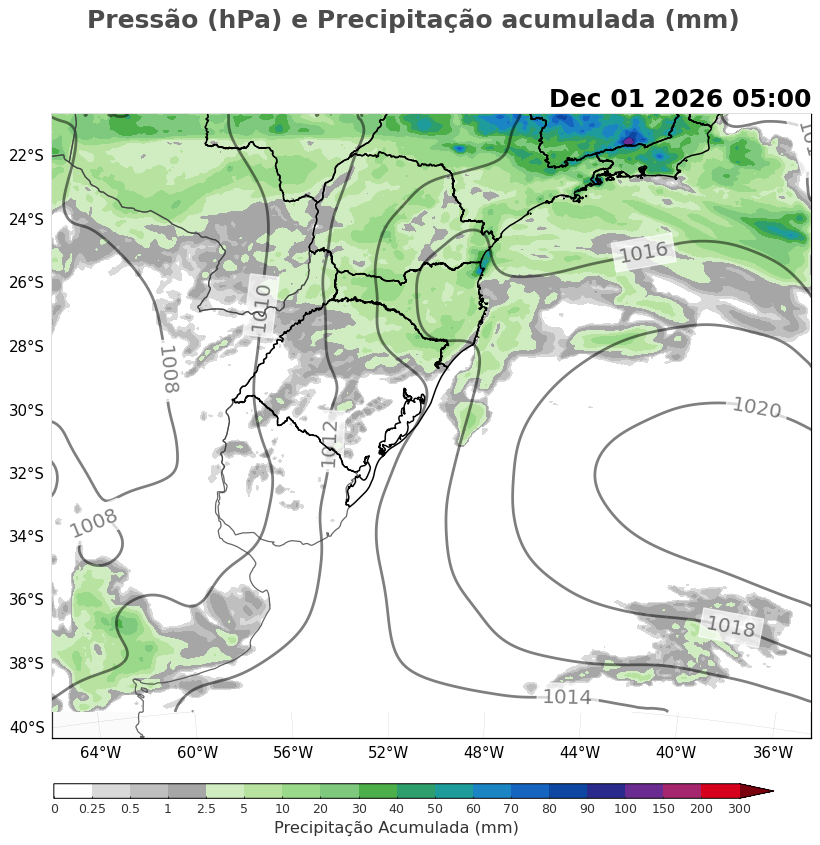 Pressão (hPa) e Precipitação acumulada (mm)
Dec 01 2026 05:00
22°S
24°S
26°S
28°S
30°S
32°S
34°S
36°S
38°S
40°S
1016
1010
1008
1020
1012
1008
1018
1014
64°W 60°W 56°W 52°W 48°W 44°W 40°W 36°W
0 0.25 0.5 1 2.5 5 10 20 30 40 50 60 70 80 90 100 150 200 300
Precipitação Acumulada (mm)